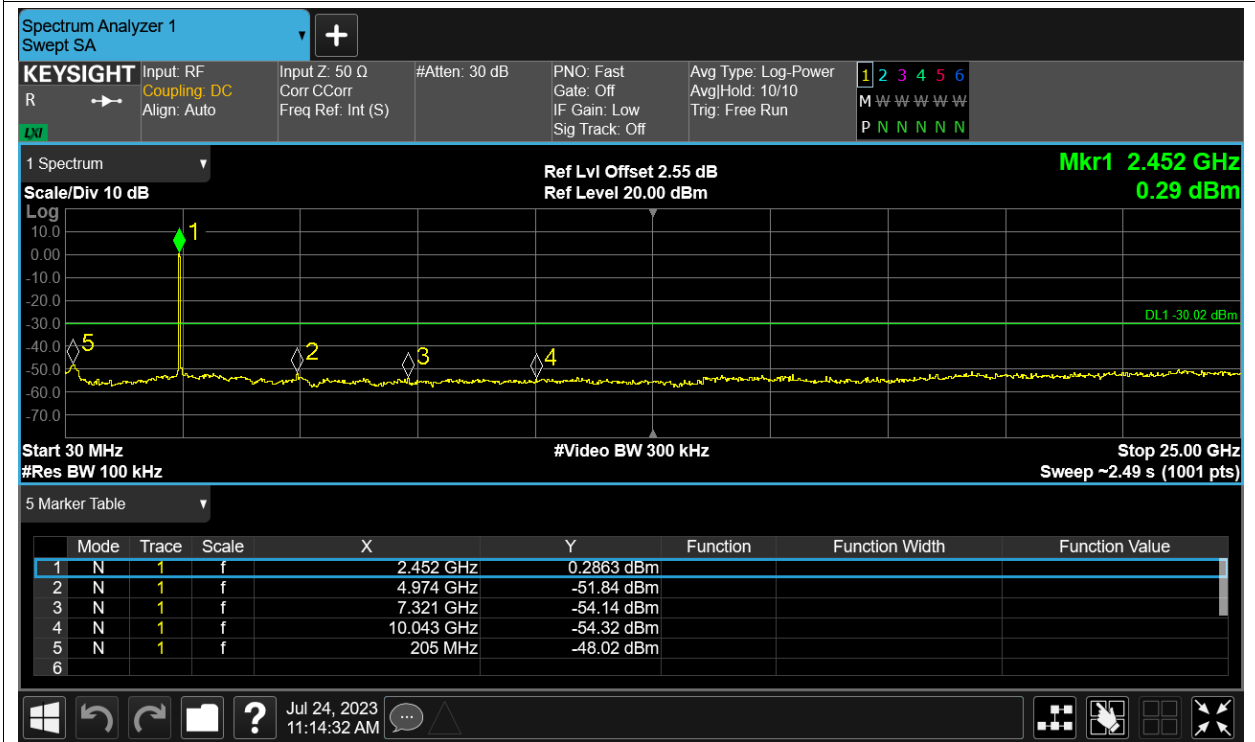 Spectrum Analyzer 1
Swept SA
+
KEYSIGHT
R
LXI
Input: RF
Coupling: DC
Align: Auto
Input Z: 50 Ω
Corr CCorr
Freq Ref: Int (S)
#Atten: 30 dB
PNO: Fast
Gate: Off
IF Gain: Low
Sig Track: Off
Avg Type: Log-Power
Avg|Hold: 10/10
Trig: Free Run
1 2 3 4 5 6
M W W W W W
P N N N N N
1 Spectrum
Scale/Div 10 dB
Ref Lvl Offset 2.55 dB
Ref Level 20.00 dBm
Mkr1 2.452 GHz
0.29 dBm
Log
10.0
0.00
-10.0
-20.0
-30.0
-40.0
-50.0
-60.0
-70.0
1
5
2
3
4
DL1 -30.02 dBm
Start 30 MHz
#Video BW 300 kHz
Stop 25.00 GHz
#Res BW 100 kHz
Sweep ~2.49 s (1001 pts)
5 Marker Table
Mode Trace Scale X Y Function Function Width Function Value
1 N 1 f 2.452 GHz 0.2863 dBm
2 N 1 f 4.974 GHz -51.84 dBm
3 N 1 f 7.321 GHz -54.14 dBm
4 N 1 f 10.043 GHz -54.32 dBm
5 N 1 f 205 MHz -48.02 dBm
6
?
Jul 24, 2023
11:14:32 AM